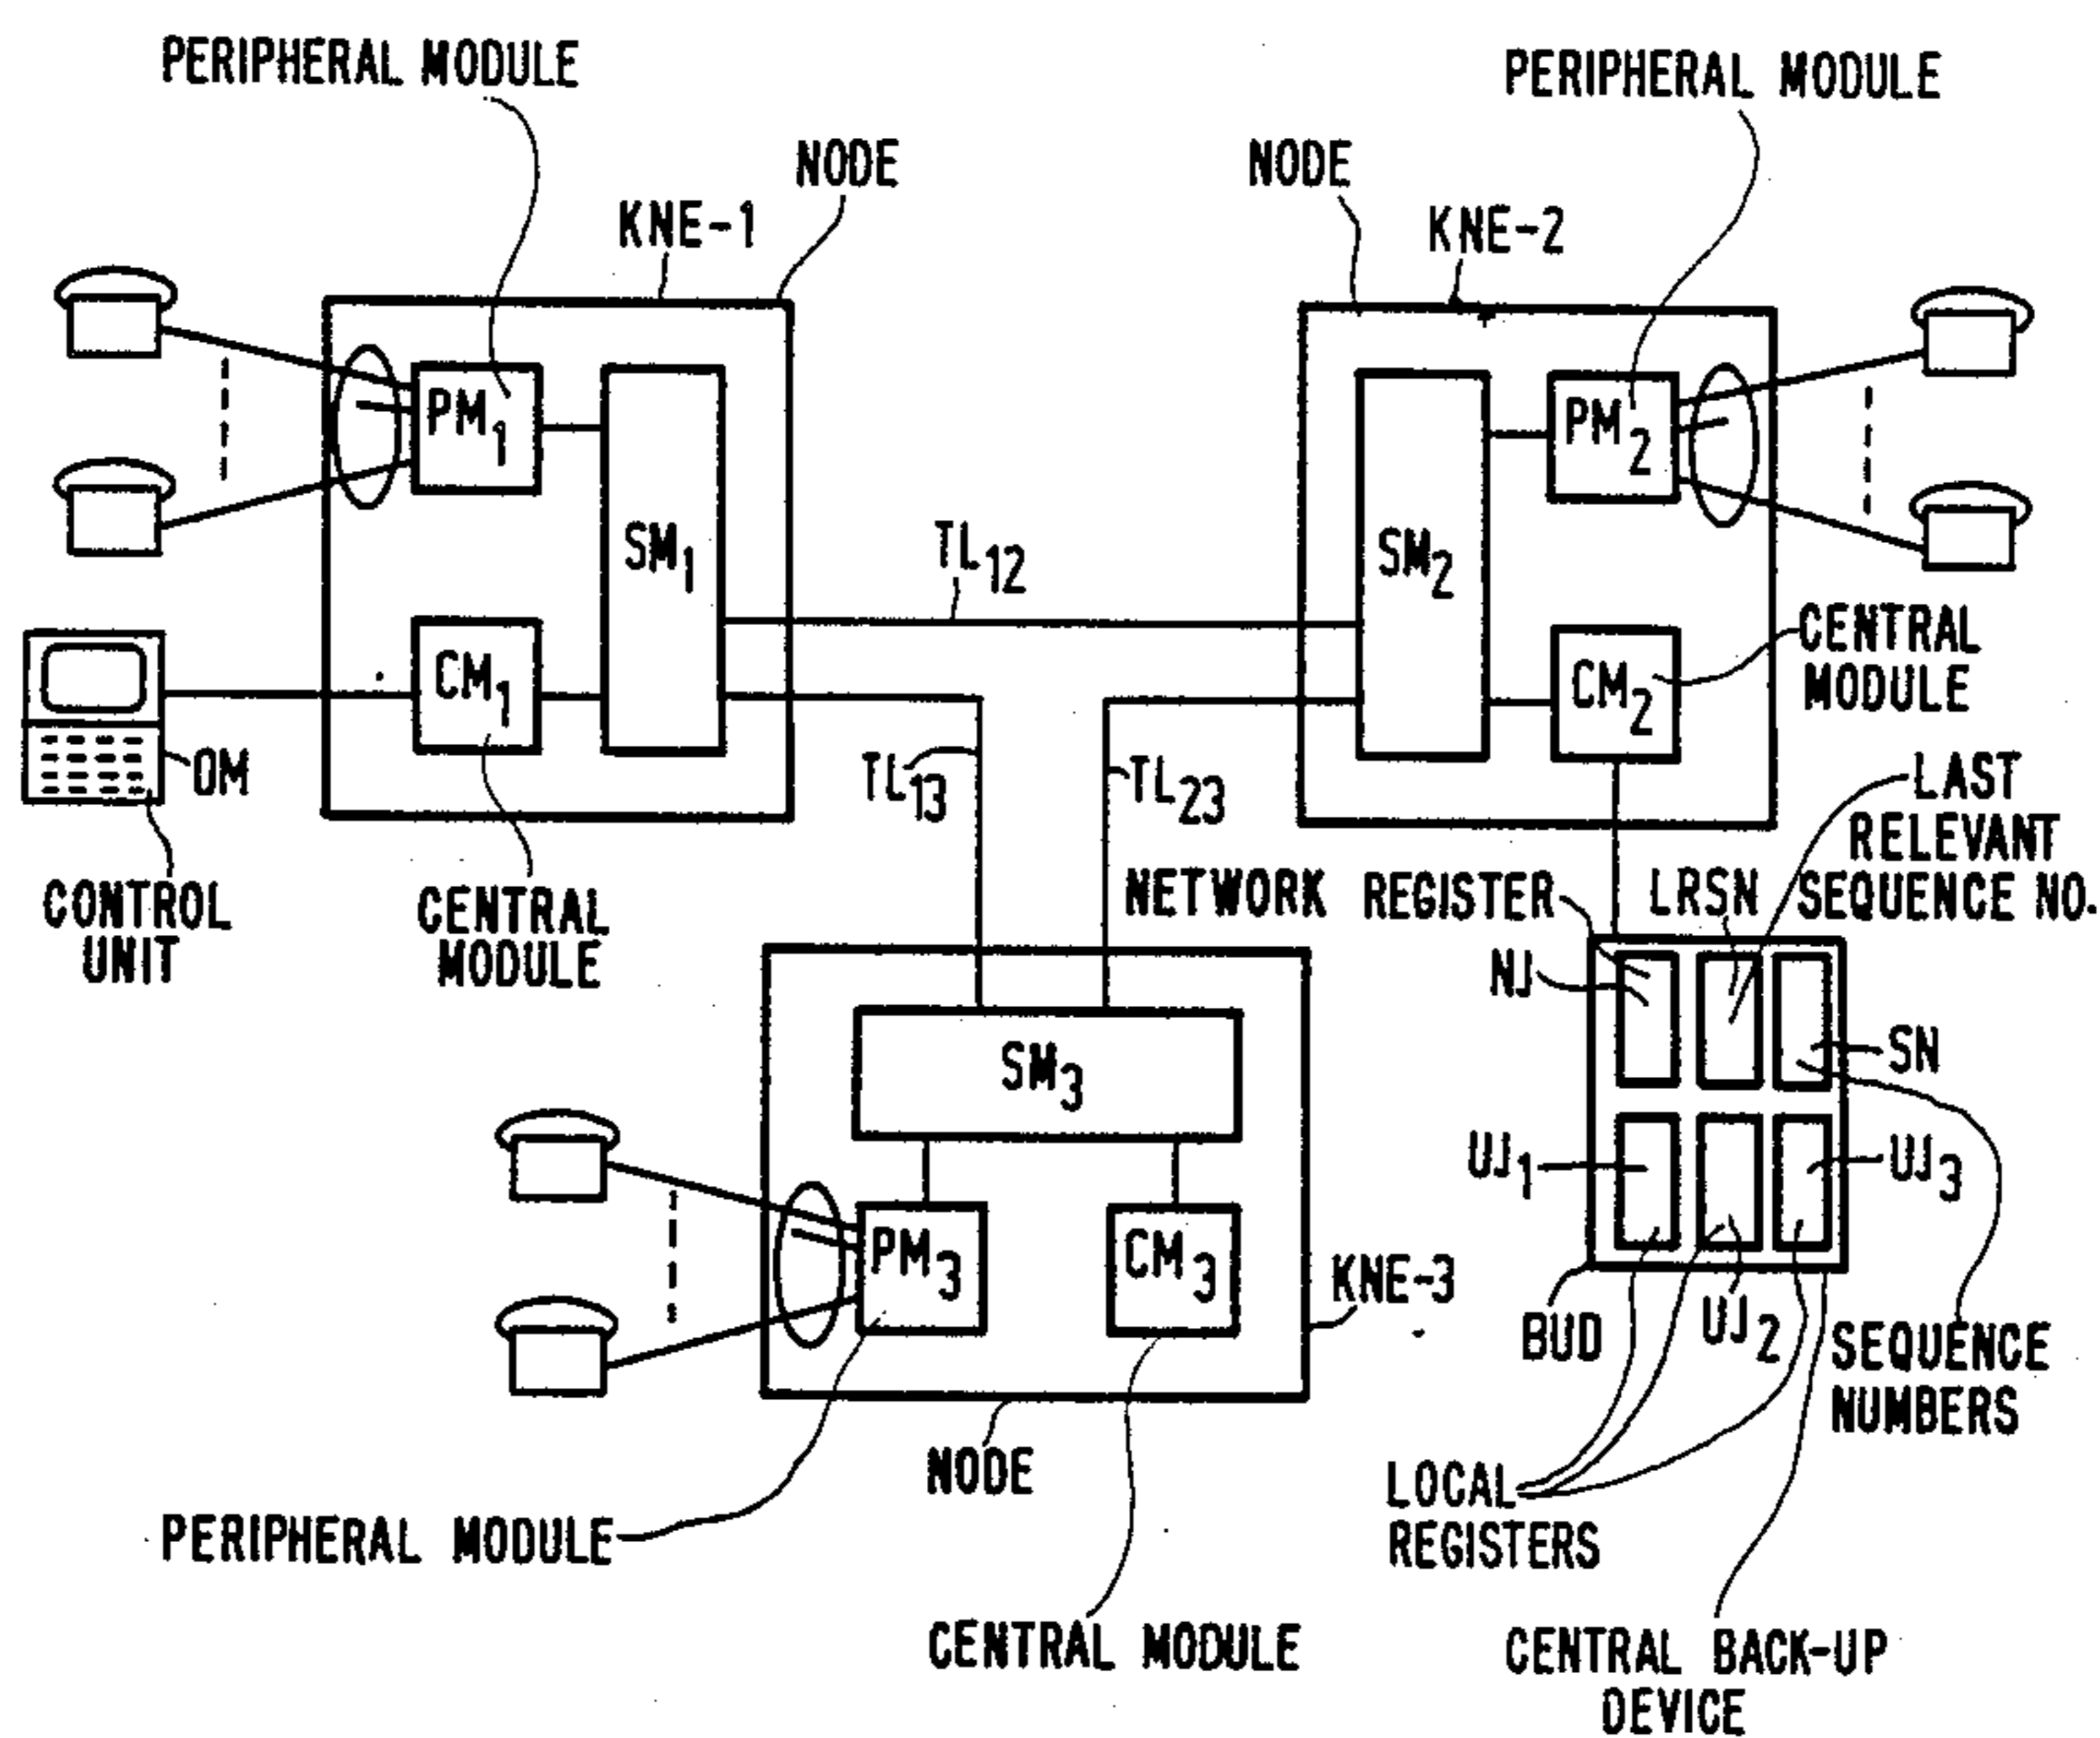 PERIPHERAL MODULE
PERIPHERAL MODULE
NODE
NODE
KNE-1
KNE-2
PM1
PM2
SM1
SM2
TL12
CM1
CM2
CENTRAL
MODULE
OM
TL13
TL23
LAST
RELEVANT
SEQUENCE NO.
CONTROL
UNIT
CENTRAL
MODULE
NETWORK
REGISTER
LRSN
NJ
SN
SM3
UJ1
UJ3
PM3
CM3
KNE-3
BUD
UJ2
SEQUENCE
NUMBERS
NODE
LOCAL
REGISTERS
PERIPHERAL MODULE
CENTRAL MODULE
CENTRAL BACK-UP
DEVICE